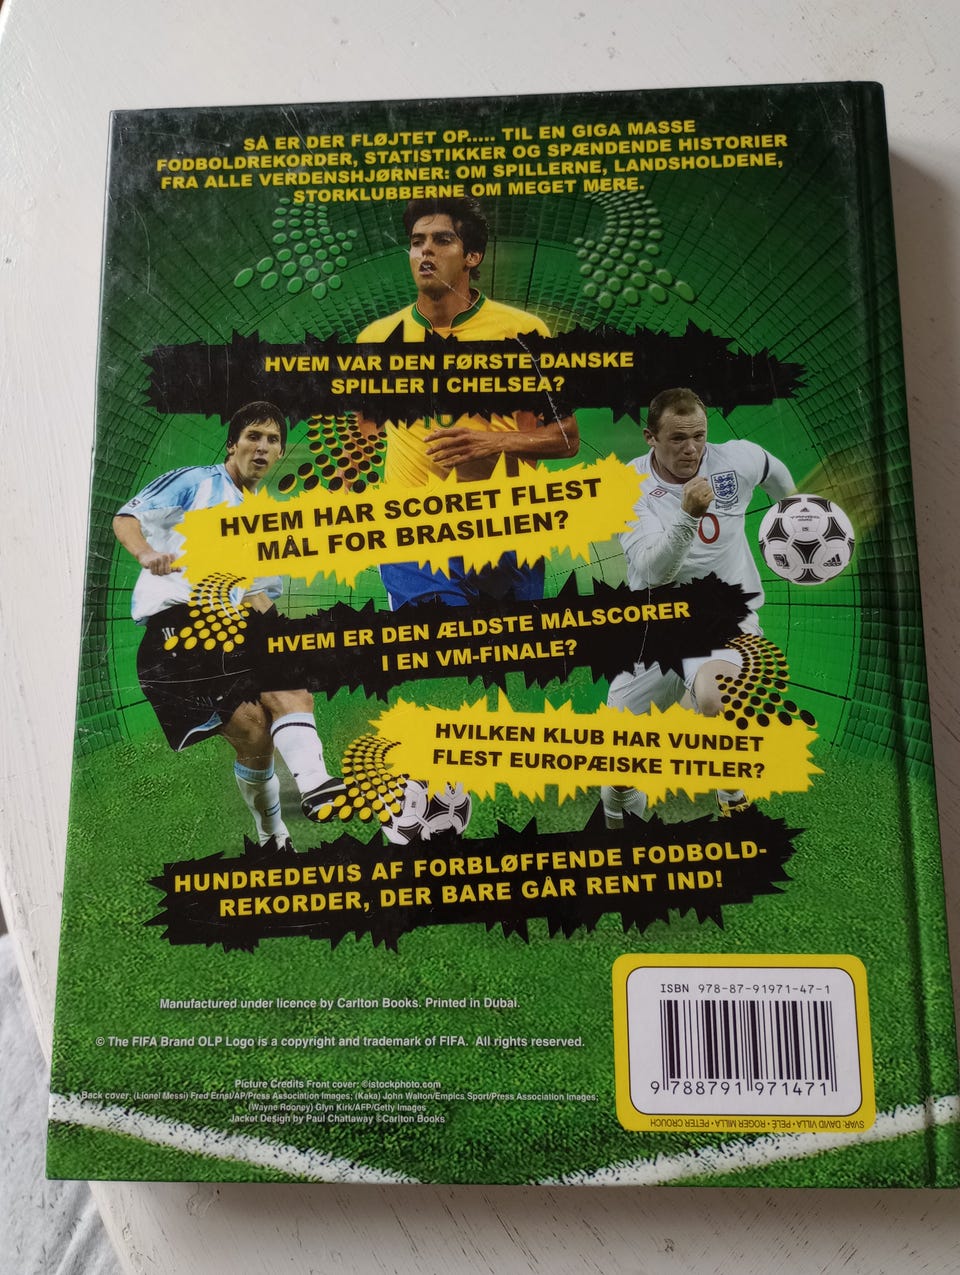 SÅ ER DER FLØJTET OP..... TIL EN GIGA MASSE
FODBOLDREKORDER, STATISTIKKER OG SPÆNDENDE HISTORIER
FRA ALLE VERDENSHJØRNER: OM SPILLERNE, LANDSHOLDENE,
STORKLUBBERNE OM MEGET MERE.
HVEM VAR DEN FØRSTE DANSKE
SPILLER I CHELSEA?
10
HVEM HAR SCORET FLEST
MÅL FOR BRASILIEN?
0
adidas
HVEM ER DEN ÆLDSTE MÅLSCORER
I EN VM-FINALE?
HVILKEN KLUB HAR VUNDET
FLEST EUROPÆISKE TITLER?
HUNDREDEVIS AF FORBLØFFENDE FODBOLD-
REKORDER, DER BARE GÅR RENT IND!
Manufactured under licence by Carlton Books. Printed in Dubai.
© The FIFA Brand OLP Logo is a copyright and trademark of FIFA. All rights reserved.
Picture Credits Front cover: ©istockphoto.com
Back cover: (Lionel Messi) Fred Ernst/AP/Press Association Images; (Kaka) John Walton/Empics Sport/Press Association Images;
(Wayne Rooney) Glyn Kirk/AFP/Getty Images
Jacket Design by Paul Chattaway ©Carlton Books
ISBN 978-87-91971-47-1
9 788791 971471
SVAR: DAVID VILLA • PELÉ • ROGER MILLA • PETER CROUCH